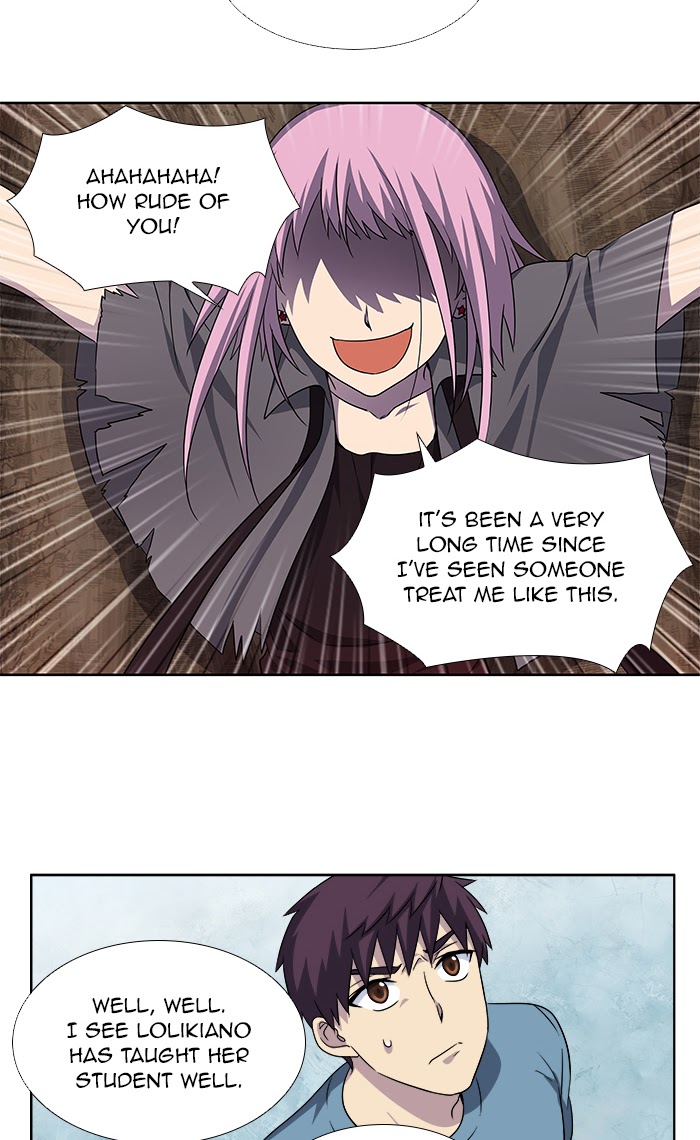 AHAHAHAHA!
HOW RUDE OF
YOU!
IT'S BEEN A VERY
LONG TIME SINCE
I'VE SEEN SOMEONE
TREAT ME LIKE THIS.
WELL, WELL.
I SEE LOLIKIANO
HAS TAUGHT HER
STUDENT WELL.